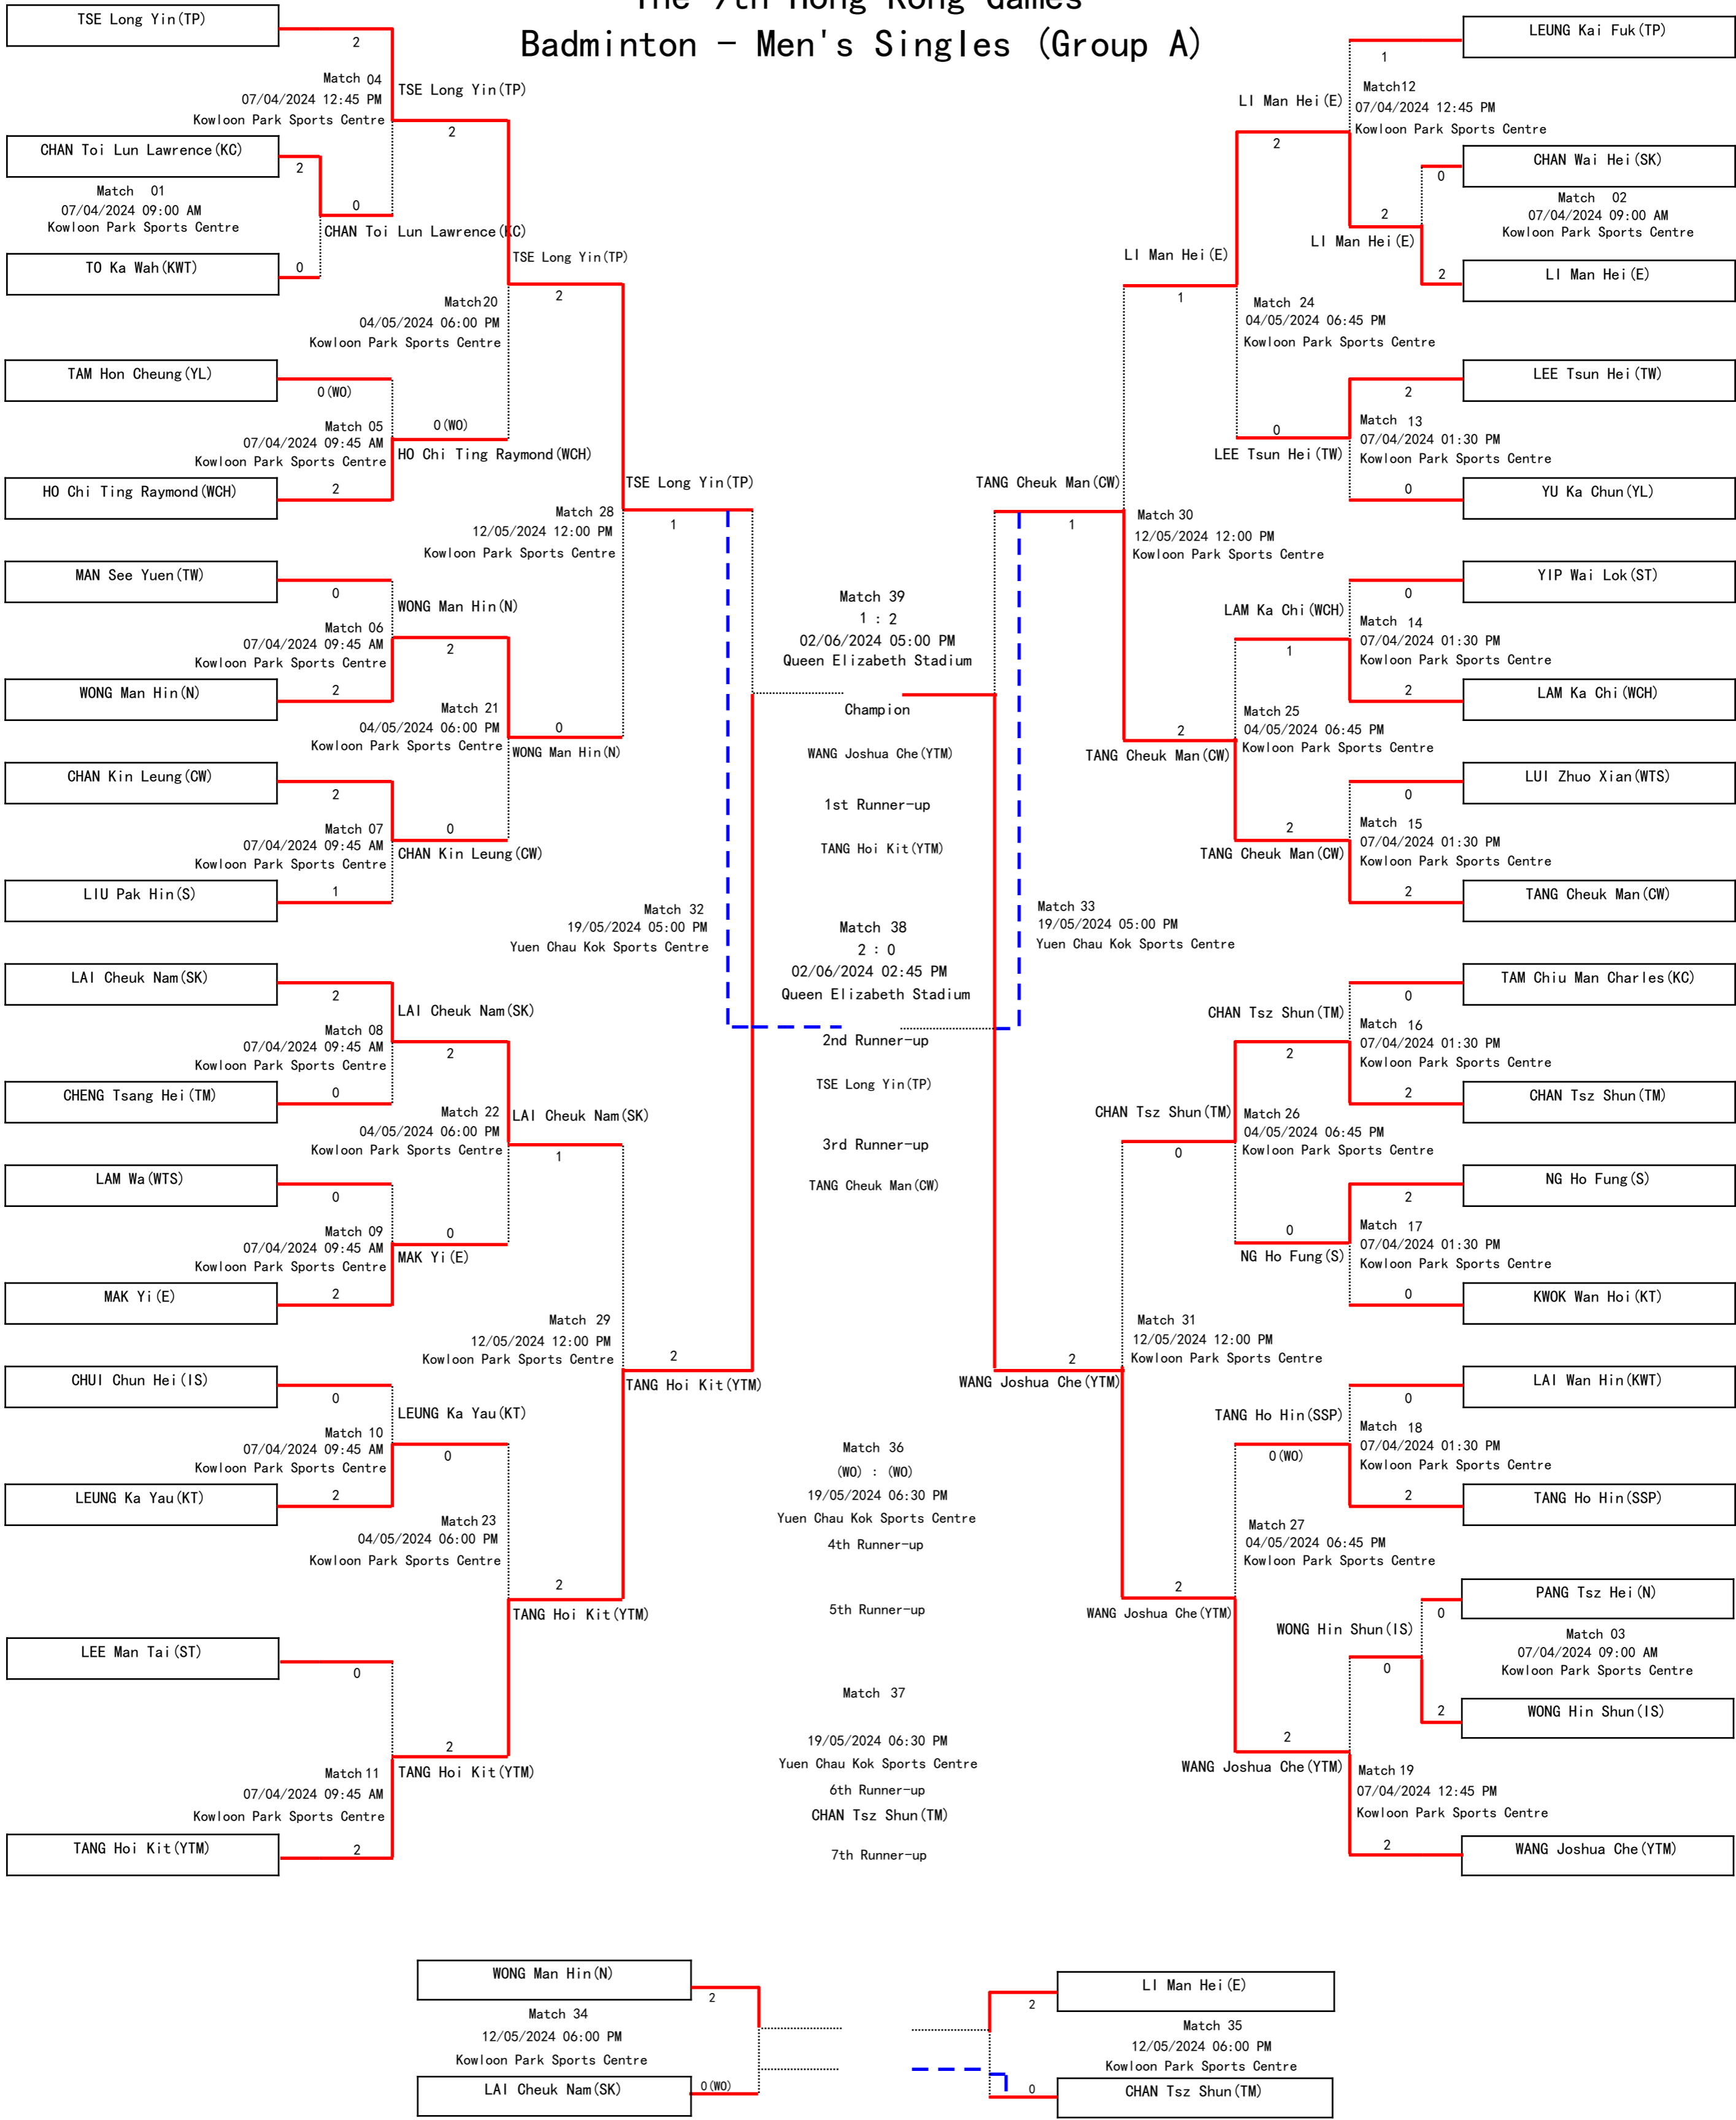 The 7th Hong Kong Games
Badminton - Men's Singles (Group A)
TSE Long Yin(TP)
2
Match 04
07/04/2024 12:45 PM
Kowloon Park Sports Centre
TSE Long Yin(TP)
2
CHAN Toi Lun Lawrence(KC)
2
Match 01
07/04/2024 09:00 AM
Kowloon Park Sports Centre
0
CHAN Toi Lun Lawrence(KC)
TO Ka Wah(KWT)
0
TSE Long Yin(TP)
2
Match20
04/05/2024 06:00 PM
Kowloon Park Sports Centre
TAM Hon Cheung(YL)
0(WO)
Match 05
07/04/2024 09:45 AM
Kowloon Park Sports Centre
0(WO)
HO Chi Ting Raymond(WCH)
HO Chi Ting Raymond(WCH)
2
TSE Long Yin(TP)
1
Match 28
12/05/2024 12:00 PM
Kowloon Park Sports Centre
MAN See Yuen(TW)
0
WONG Man Hin(N)
Match 06
07/04/2024 09:45 AM
Kowloon Park Sports Centre
2
WONG Man Hin(N)
2
Match 21
04/05/2024 06:00 PM
Kowloon Park Sports Centre
0
WONG Man Hin(N)
CHAN Kin Leung(CW)
2
Match 07
07/04/2024 09:45 AM
Kowloon Park Sports Centre
0
CHAN Kin Leung(CW)
LIU Pak Hin(S)
1
Match 32
19/05/2024 05:00 PM
Yuen Chau Kok Sports Centre
LAI Cheuk Nam(SK)
2
LAI Cheuk Nam(SK)
Match 08
07/04/2024 09:45 AM
Kowloon Park Sports Centre
2
CHENG Tsang Hei(TM)
0
Match 22
04/05/2024 06:00 PM
Kowloon Park Sports Centre
LAI Cheuk Nam(SK)
1
LAM Wa(WTS)
0
Match 09
07/04/2024 09:45 AM
Kowloon Park Sports Centre
0
MAK Yi(E)
MAK Yi(E)
2
Match 29
12/05/2024 12:00 PM
Kowloon Park Sports Centre
2
TANG Hoi Kit(YTM)
CHUI Chun Hei(IS)
0
LEUNG Ka Yau(KT)
Match 10
07/04/2024 09:45 AM
Kowloon Park Sports Centre
0
LEUNG Ka Yau(KT)
2
Match23
04/05/2024 06:00 PM
Kowloon Park Sports Centre
2
TANG Hoi Kit(YTM)
LEE Man Tai(ST)
0
2
Match11
07/04/2024 09:45 AM
Kowloon Park Sports Centre
TANG Hoi Kit(YTM)
TANG Hoi Kit(YTM)
2
Match 39
1 : 2
02/06/2024 05:00 PM
Queen Elizabeth Stadium
Champion
WANG Joshua Che(YTM)
1st Runner-up
TANG Hoi Kit(YTM)
Match 38
2 : 0
02/06/2024 02:45 PM
Queen Elizabeth Stadium
2nd Runner-up
TSE Long Yin(TP)
3rd Runner-up
TANG Cheuk Man(CW)
Match 36
(WO) : (WO)
19/05/2024 06:30 PM
Yuen Chau Kok Sports Centre
4th Runner-up
5th Runner-up
Match 37
19/05/2024 06:30 PM
Yuen Chau Kok Sports Centre
6th Runner-up
CHAN Tsz Shun(TM)
7th Runner-up
LEUNG Kai Fuk(TP)
1
LI Man Hei(E)
2
Match12
07/04/2024 12:45 PM
Kowloon Park Sports Centre
CHAN Wai Hei(SK)
0
Match 02
07/04/2024 09:00 AM
Kowloon Park Sports Centre
2
LI Man Hei(E)
LI Man Hei(E)
2
LI Man Hei(E)
1
Match 24
04/05/2024 06:45 PM
Kowloon Park Sports Centre
LEE Tsun Hei(TW)
2
Match 13
07/04/2024 01:30 PM
Kowloon Park Sports Centre
0
LEE Tsun Hei(TW)
YU Ka Chun(YL)
0
TANG Cheuk Man(CW)
1
Match 30
12/05/2024 12:00 PM
Kowloon Park Sports Centre
YIP Wai Lok(ST)
0
LAM Ka Chi(WCH)
1
Match 14
07/04/2024 01:30 PM
Kowloon Park Sports Centre
LAM Ka Chi(WCH)
2
Match 25
04/05/2024 06:45 PM
Kowloon Park Sports Centre
2
TANG Cheuk Man(CW)
LUI Zhuo Xian(WTS)
0
Match 15
07/04/2024 01:30 PM
Kowloon Park Sports Centre
2
TANG Cheuk Man(CW)
TANG Cheuk Man(CW)
2
Match 33
19/05/2024 05:00 PM
Yuen Chau Kok Sports Centre
TAM Chiu Man Charles(KC)
0
CHAN Tsz Shun(TM)
2
Match 16
07/04/2024 01:30 PM
Kowloon Park Sports Centre
CHAN Tsz Shun(TM)
2
CHAN Tsz Shun(TM)
0
Match 26
04/05/2024 06:45 PM
Kowloon Park Sports Centre
NG Ho Fung(S)
2
Match 17
07/04/2024 01:30 PM
Kowloon Park Sports Centre
0
NG Ho Fung(S)
KWOK Wan Hoi(KT)
0
Match 31
12/05/2024 12:00 PM
Kowloon Park Sports Centre
2
WANG Joshua Che(YTM)
LAI Wan Hin(KWT)
0
TANG Ho Hin(SSP)
0(WO)
Match 18
07/04/2024 01:30 PM
Kowloon Park Sports Centre
TANG Ho Hin(SSP)
2
Match 27
04/05/2024 06:45 PM
Kowloon Park Sports Centre
2
WANG Joshua Che(YTM)
PANG Tsz Hei(N)
0
WONG Hin Shun(IS)
0
Match 03
07/04/2024 09:00 AM
Kowloon Park Sports Centre
WONG Hin Shun(IS)
2
2
WANG Joshua Che(YTM)
Match 19
07/04/2024 12:45 PM
Kowloon Park Sports Centre
WANG Joshua Che(YTM)
2
WONG Man Hin(N)
2
Match 34
12/05/2024 06:00 PM
Kowloon Park Sports Centre
LAI Cheuk Nam(SK)
0(WO)
LI Man Hei(E)
2
Match 35
12/05/2024 06:00 PM
Kowloon Park Sports Centre
CHAN Tsz Shun(TM)
0